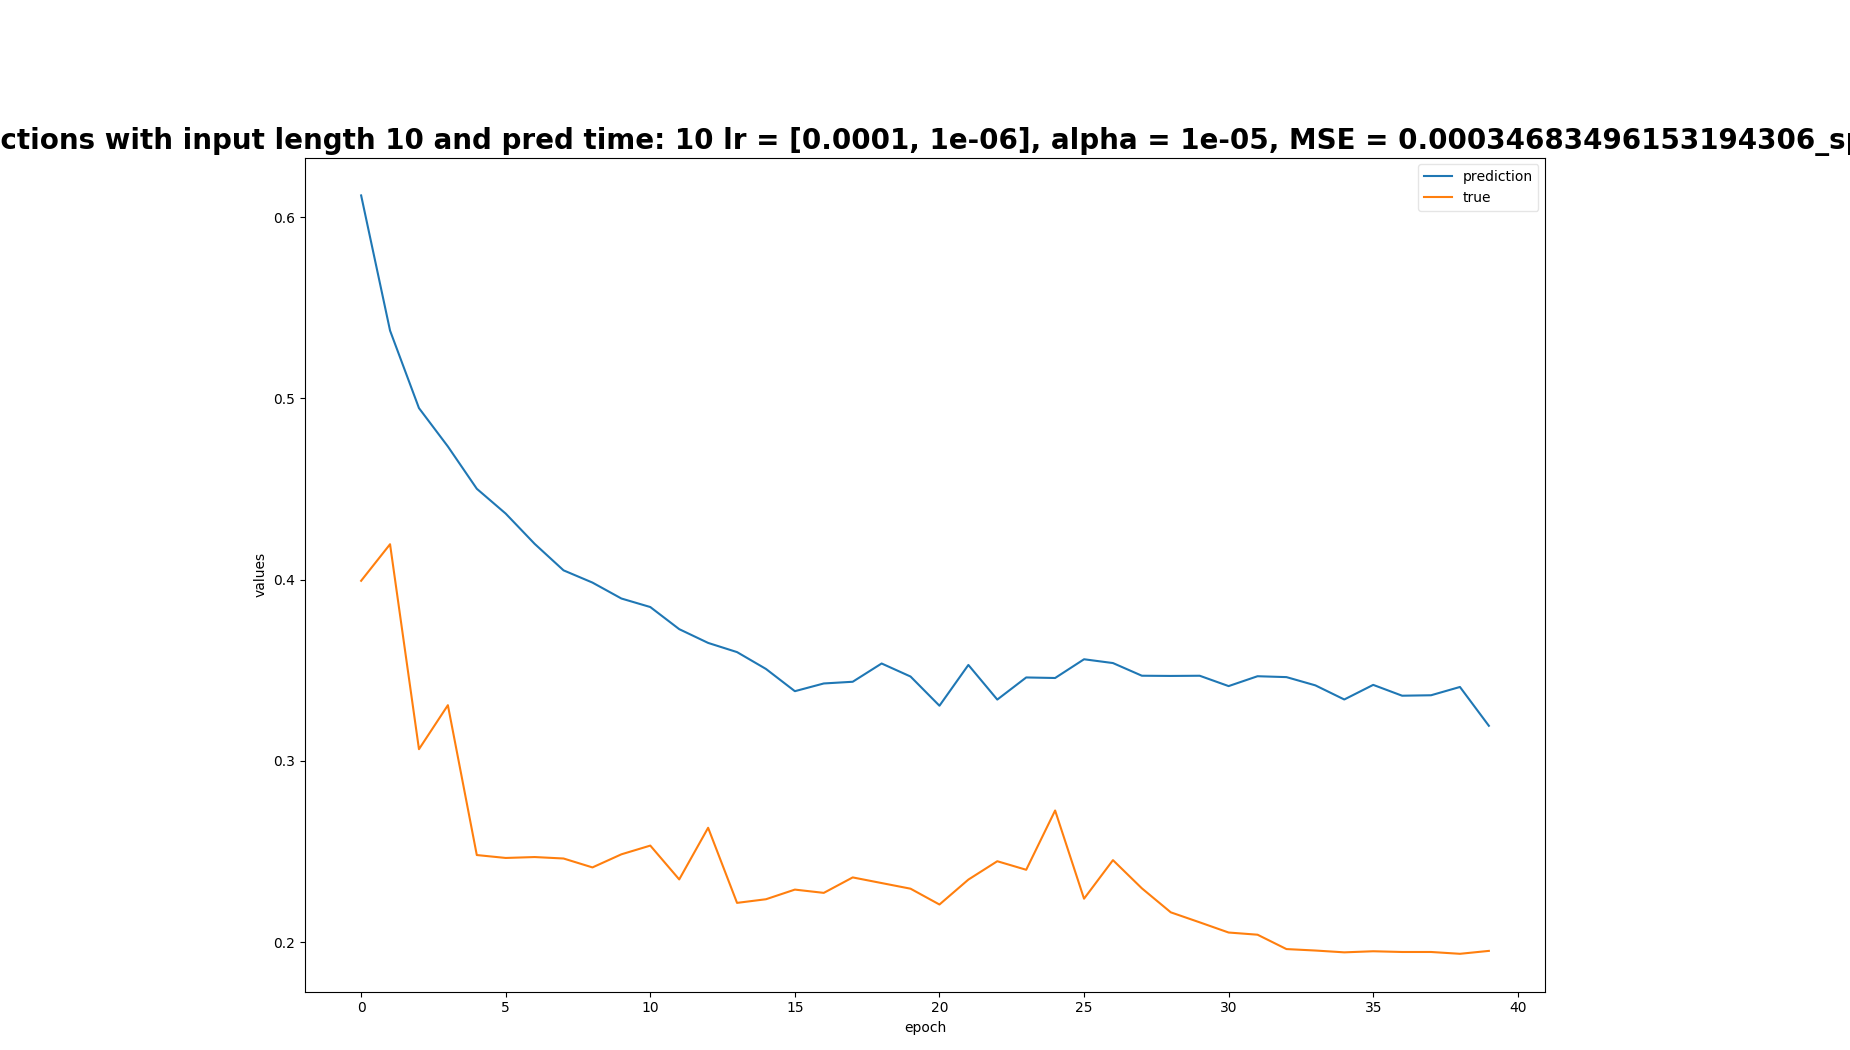 ctions with input length 10 and pred time: 10 lr = [0.0001, 1e-06], alpha = 1e-05, MSE = 0.00034683496153194306_sp
prediction
true
0.6
0.5
0.4
0.3
0.2
values
0 5 10 15 20 25 30 35 40
epoch